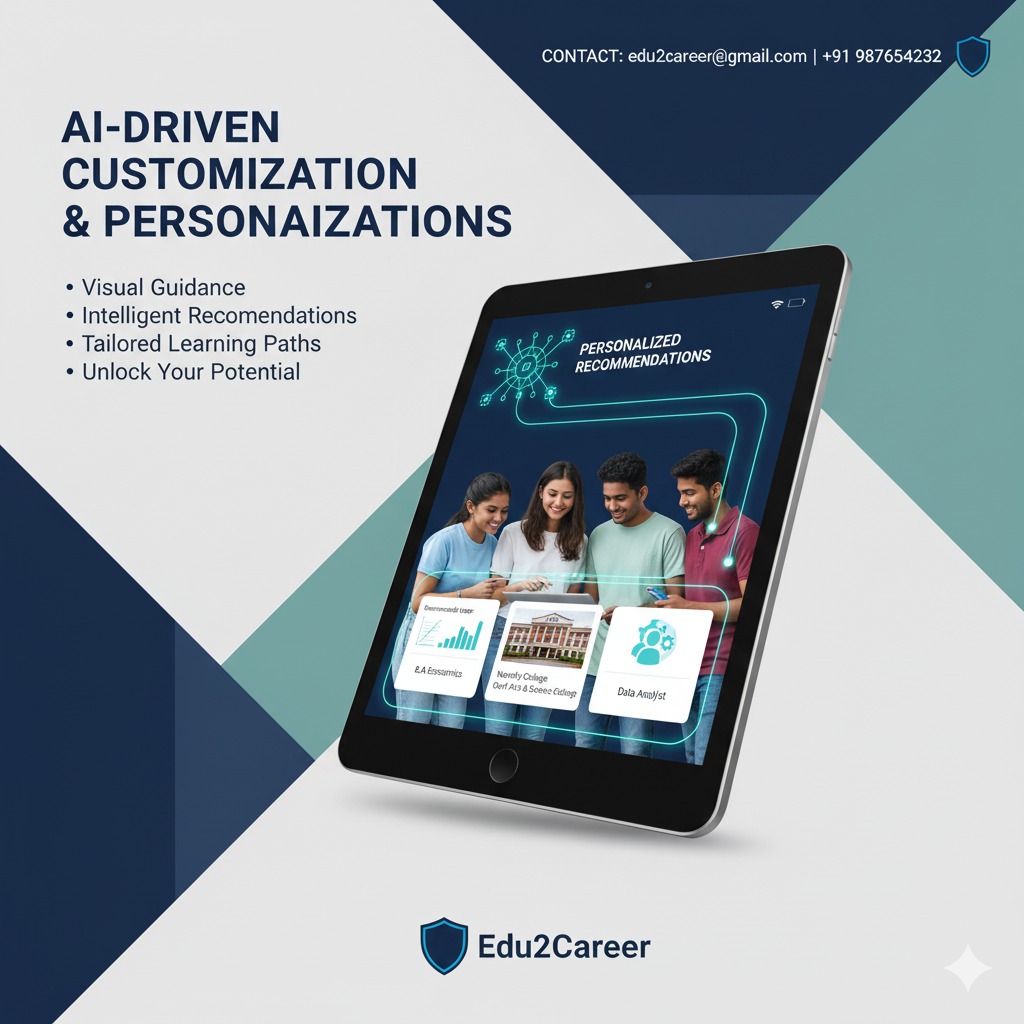 CONTACT: edu2career@gmail.com | +91 987654232
AI-DRIVEN
CUSTOMIZATION
& PERSONAIZATIONS
• Visual Guidance
• Intelligent Recomendations
• Tailored Learning Paths
• Unlock Your Potential
PERSONALIZED
RECOMMENDATIONS
Data Analyst
Edu2Career